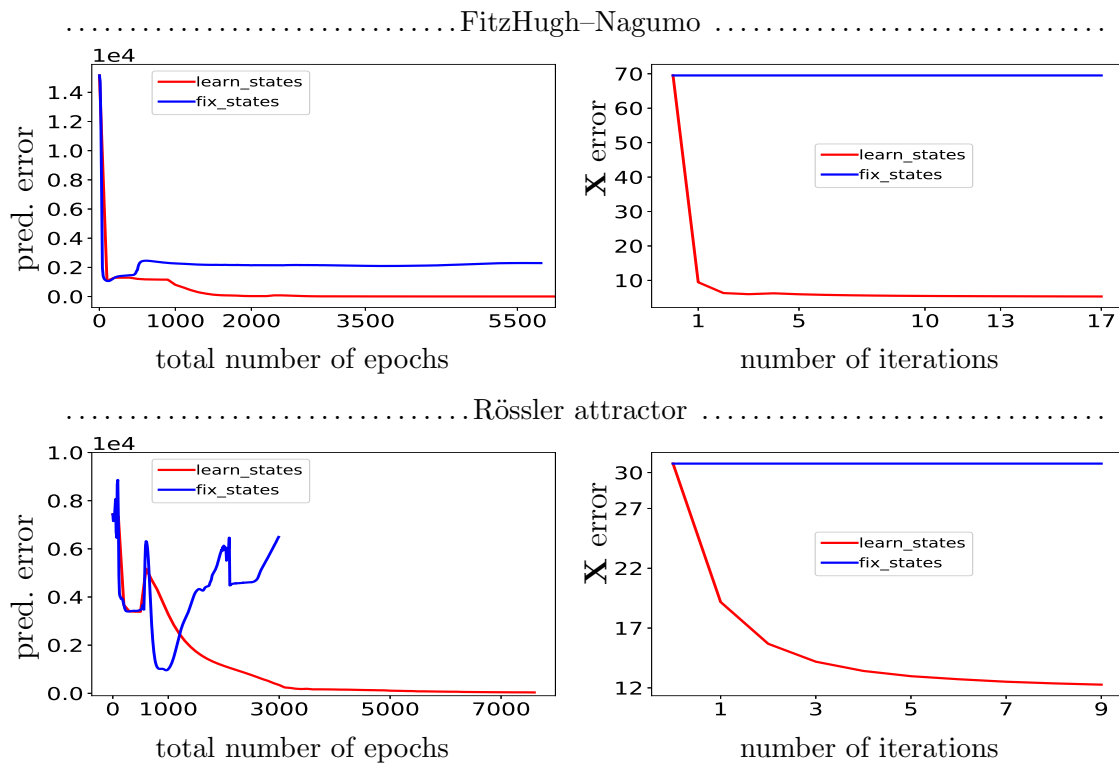 FitzHugh–Nagumo
1e4
pred. error
1.4
1.2
1.0
0.8
0.6
0.4
0.2
0.0
learn_states
fix_states
0 1000 2000 3500 5500
total number of epochs
X error
70
60
50
40
30
20
10
learn_states
fix_states
1 5 10 13 17
number of iterations
Rössler attractor
1e4
pred. error
1.0
0.8
0.6
0.4
0.2
0.0
learn_states
fix_states
0 1000 3000 5000 7000
total number of epochs
X error
30
27
22
17
12
learn_states
fix_states
1 3 5 7 9
number of iterations